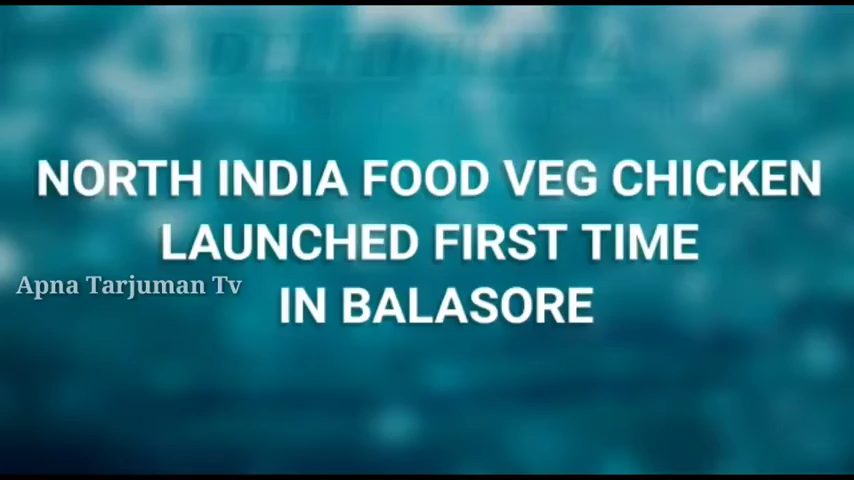 NORTH INDIA FOOD VEG CHICKEN
LAUNCHED FIRST TIME
Apna Tarjuman Tv
IN BALASORE